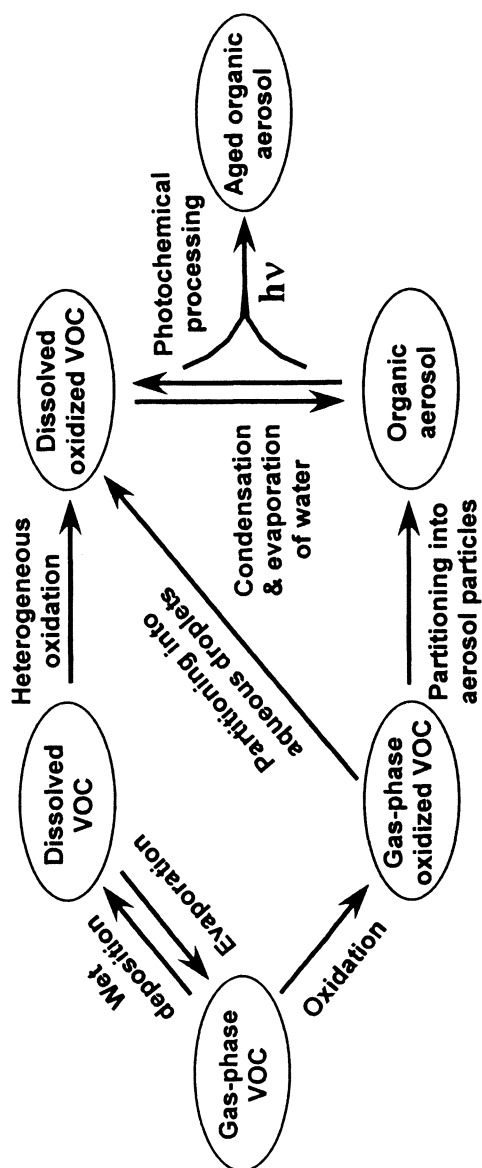 Gas-phase
VOC
Wet
deposition
Evaporation
Oxidation
Dissolved
VOC
Gas-phase
oxidized VOC
Heterogeneous
oxidation
Partitioning into
aqueous droplets
Partitioning into
aerosol particles
Dissolved
oxidized VOC
Condensation
& evaporation
of water
Organic
aerosol
Photochemical
processing
hν
Aged organic
aerosol